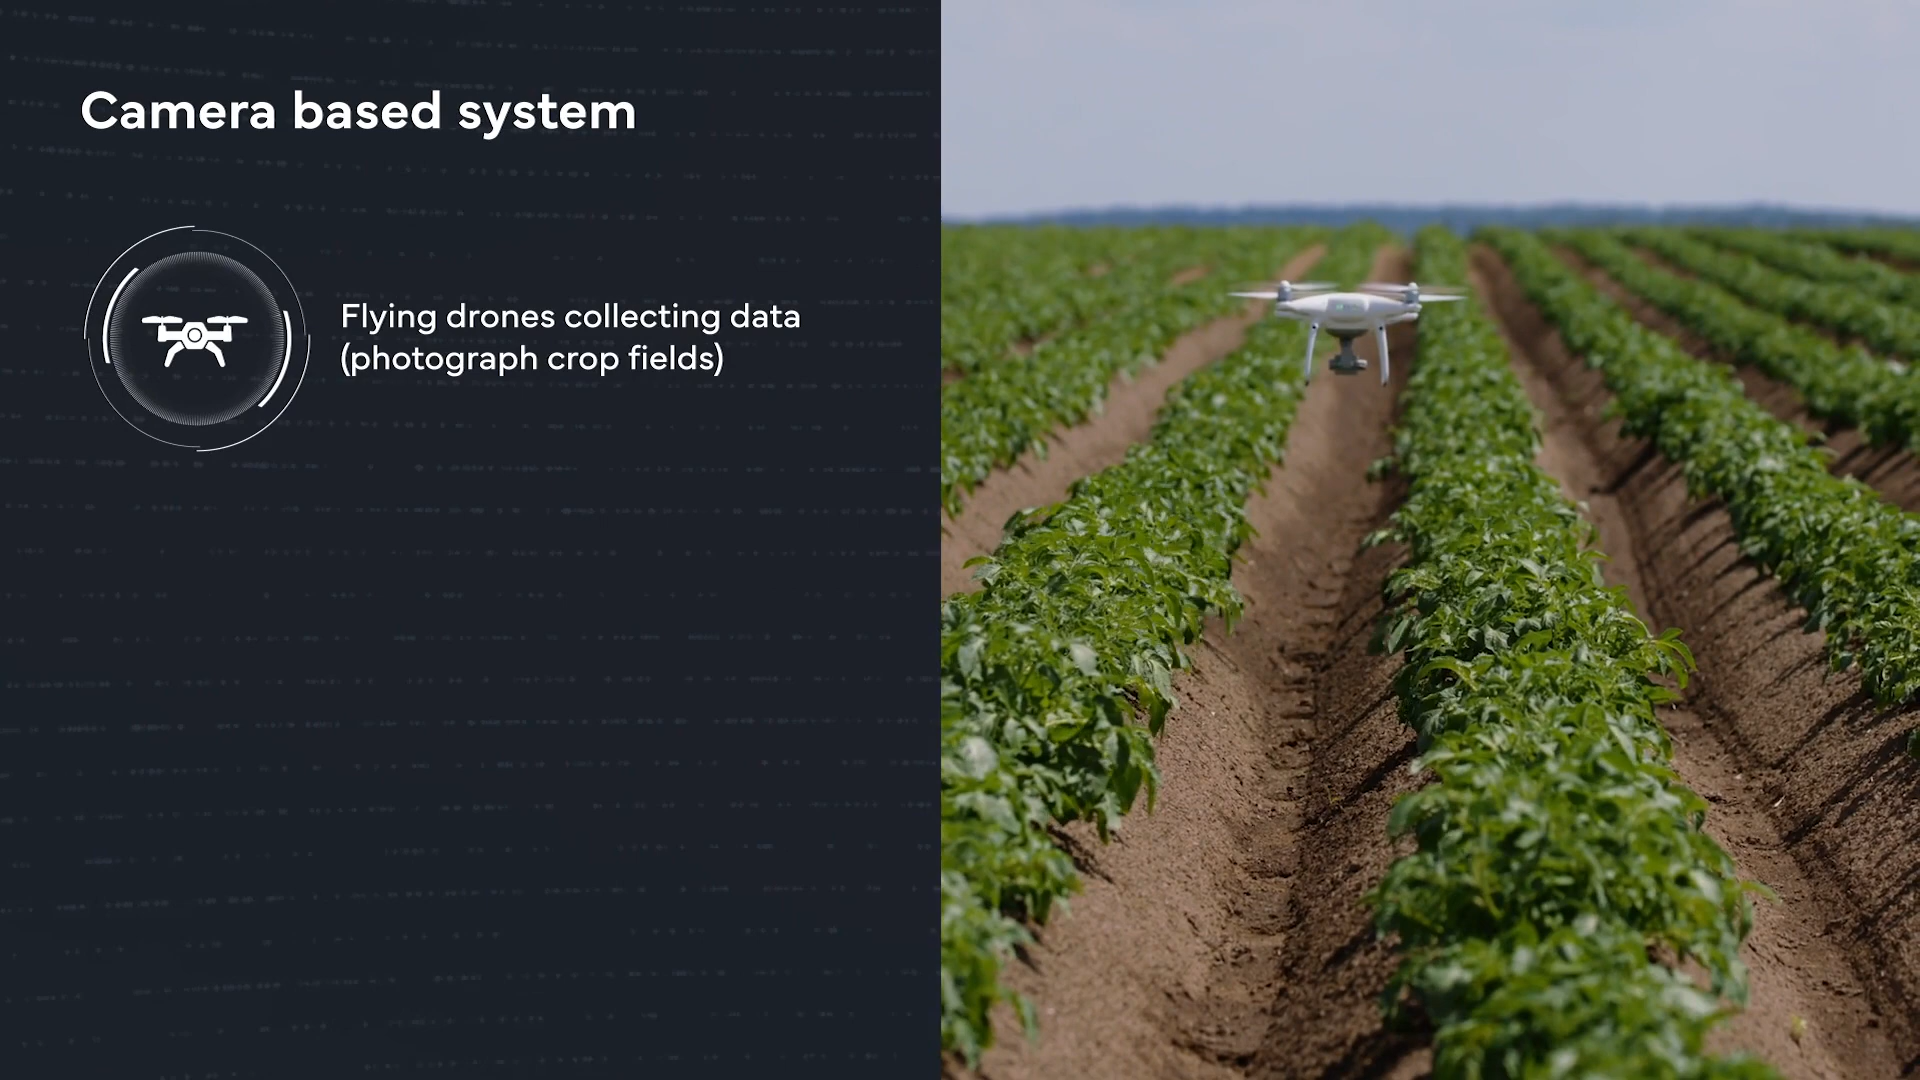 Camera based system
Flying drones collecting data
(photograph crop fields)